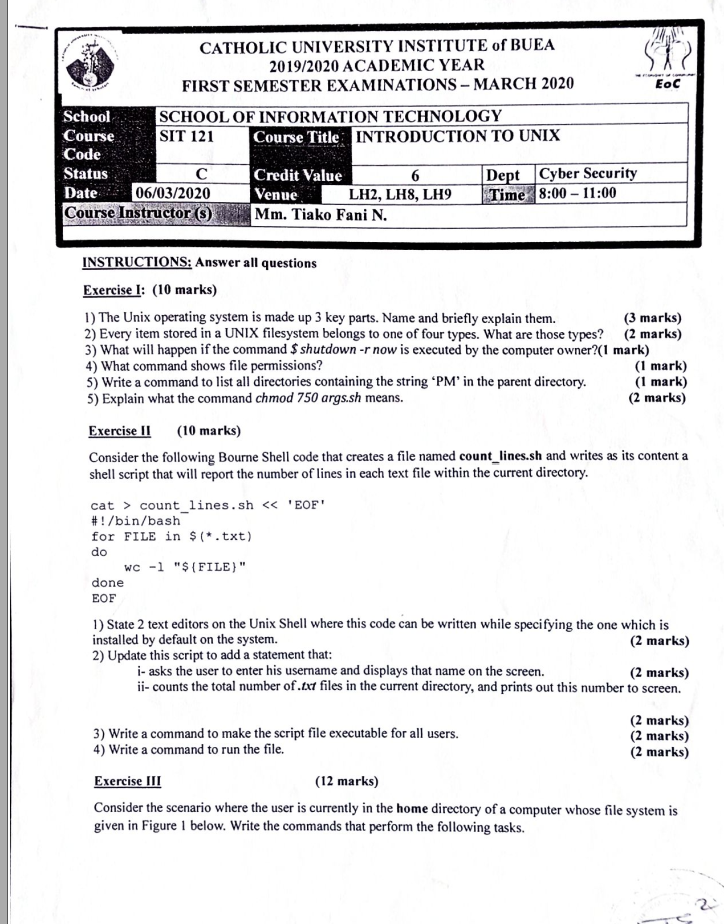 CATHOLIC UNIVERSITY INSTITUTE of BUEA
2019/2020 ACADEMIC YEAR
FIRST SEMESTER EXAMINATIONS – MARCH 2020
EoC
School SCHOOL OF INFORMATION TECHNOLOGY
Course Code SIT 121 Course Title INTRODUCTION TO UNIX
Status C Credit Value 6 Dept Cyber Security
Date 06/03/2020 Venue LH2, LH8, LH9 Time 8:00 – 11:00
Course Instructor (s) Mm. Tiako Fani N.
INSTRUCTIONS: Answer all questions
Exercise I: (10 marks)
1) The Unix operating system is made up 3 key parts. Name and briefly explain them. (3 marks)
2) Every item stored in a UNIX filesystem belongs to one of four types. What are those types? (2 marks)
3) What will happen if the command $ shutdown -r now is executed by the computer owner?(1 mark)
4) What command shows file permissions? (1 mark)
5) Write a command to list all directories containing the string ‘PM’ in the parent directory. (1 mark)
5) Explain what the command chmod 750 args.sh means. (2 marks)
Exercise II (10 marks)
Consider the following Bourne Shell code that creates a file named count_lines.sh and writes as its content a
shell script that will report the number of lines in each text file within the current directory.
cat > count_lines.sh << 'EOF'
#!/bin/bash
for FILE in $(*.txt)
do
wc -l "${FILE}"
done
EOF
1) State 2 text editors on the Unix Shell where this code can be written while specifying the one which is
installed by default on the system. (2 marks)
2) Update this script to add a statement that:
i- asks the user to enter his username and displays that name on the screen. (2 marks)
ii- counts the total number of .txt files in the current directory, and prints out this number to screen.
(2 marks)
3) Write a command to make the script file executable for all users. (2 marks)
4) Write a command to run the file. (2 marks)
Exercise III (12 marks)
Consider the scenario where the user is currently in the home directory of a computer whose file system is
given in Figure 1 below. Write the commands that perform the following tasks.
2